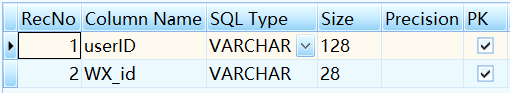 RecNo Column Name SQL Type Size Precision PK
1 userID VARCHAR 128
2 WX_id VARCHAR 28